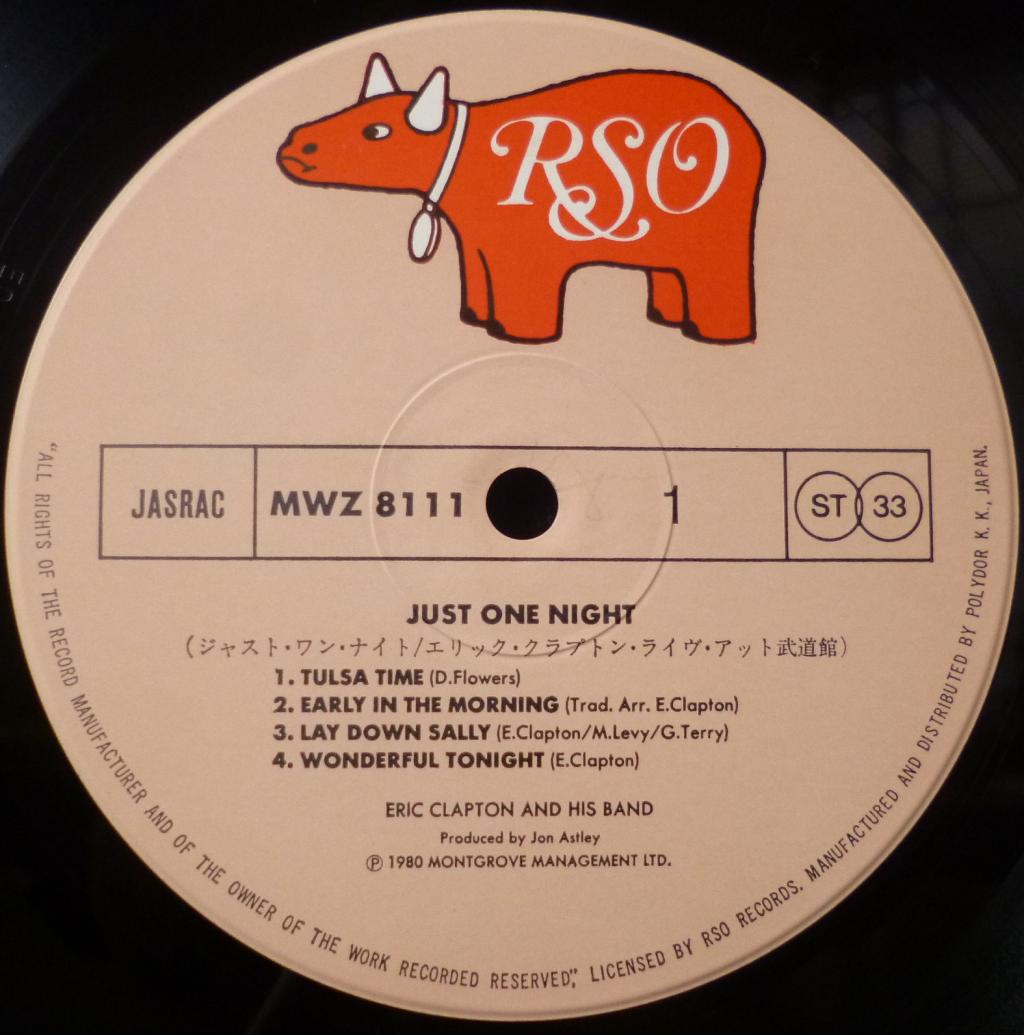 RSO
JASRAC
MWZ 8111
1
ST 33
JUST ONE NIGHT
(ジャスト・ワン・ナイト/エリック・クラプトン・ライヴ・アット武道館)
1. TULSA TIME (D.Flowers)
2. EARLY IN THE MORNING (Trad. Arr. E.Clapton)
3. LAY DOWN SALLY (E.Clapton/M.Levy/G.Terry)
4. WONDERFUL TONIGHT (E.Clapton)
ERIC CLAPTON AND HIS BAND
Produced by Jon Astley
Ⓟ 1980 MONTGROVE MANAGEMENT LTD.
"ALL RIGHTS OF THE RECORD MANUFACTURER AND OF THE OWNER OF THE WORK RECORDED RESERVED", LICENSED BY RSO RECORDS. MANUFACTURED AND DISTRIBUTED BY POLYDOR K.K., JAPAN.